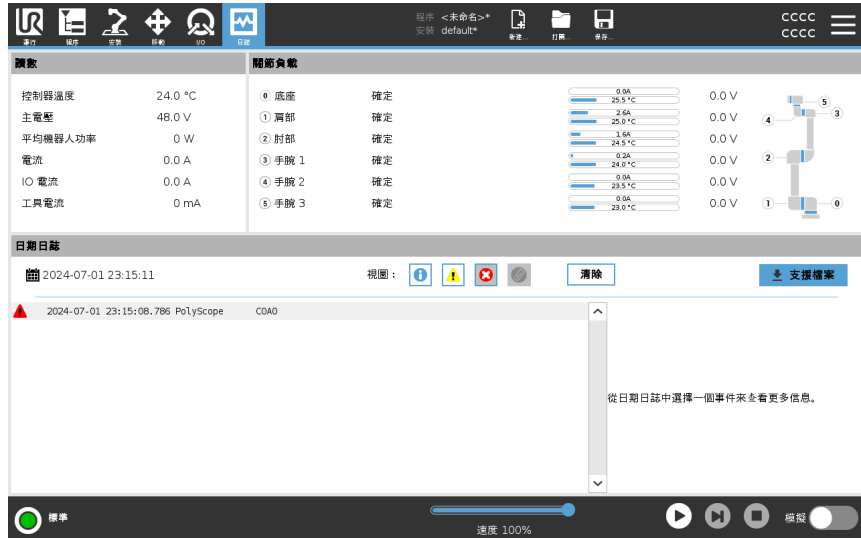 程序 <未命名>*
安裝 default*
新建...
打開...
保存...
cccc
cccc
運行
程序
安裝
移動
I/O
日誌
讀數
關節負載
控制器溫度 24.0 °C
主電壓 48.0 V
平均機器人功率 0 W
電流 0.0 A
IO 電流 0.0 A
工具電流 0 mA
0 底座 確定 0.0A 25.5 °C 0.0 V
1 肩部 確定 2.6A 25.0 °C 0.0 V
2 肘部 確定 1.6A 24.5 °C 0.0 V
3 手腕 1 確定 0.2A 24.0 °C 0.0 V
4 手腕 2 確定 0.0A 23.5 °C 0.0 V
5 手腕 3 確定 0.0A 23.0 °C 0.0 V
5
4
3
2
1
0
日期日誌
2024-07-01 23:15:11
視圖：
清除
支援檔案
2024-07-01 23:15:08.786 PolyScope C0A0
從日期日誌中選擇一個事件來查看更多信息。
標準
速度 100%
模擬